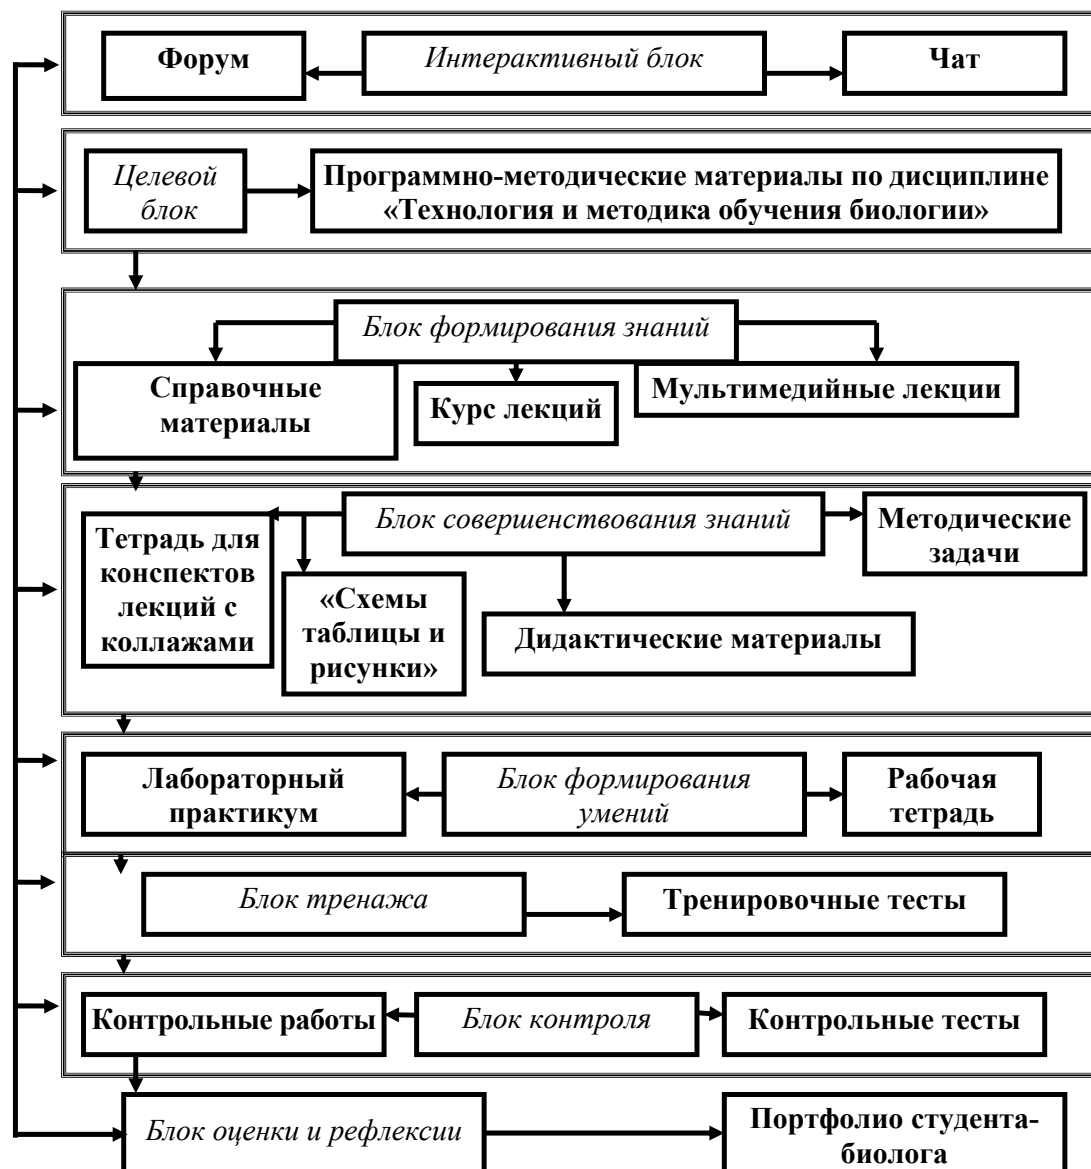 Форум
Интерактивный блок
Чат
Целевой
блок
Программно-методические материалы по дисциплине
«Технология и методика обучения биологии»
Блок формирования знаний
Справочные
материалы
Курс лекций
Мультимедийные лекции
Блок совершенствования знаний
Методические
задачи
Тетрадь для
конспектов
лекций с
коллажами
«Схемы
таблицы и
рисунки»
Дидактические материалы
Лабораторный
практикум
Блок формирования
умений
Рабочая
тетрадь
Блок тренажа
Тренировочные тесты
Контрольные работы
Блок контроля
Контрольные тесты
Блок оценки и рефлексии
Портфолио студента-
биолога